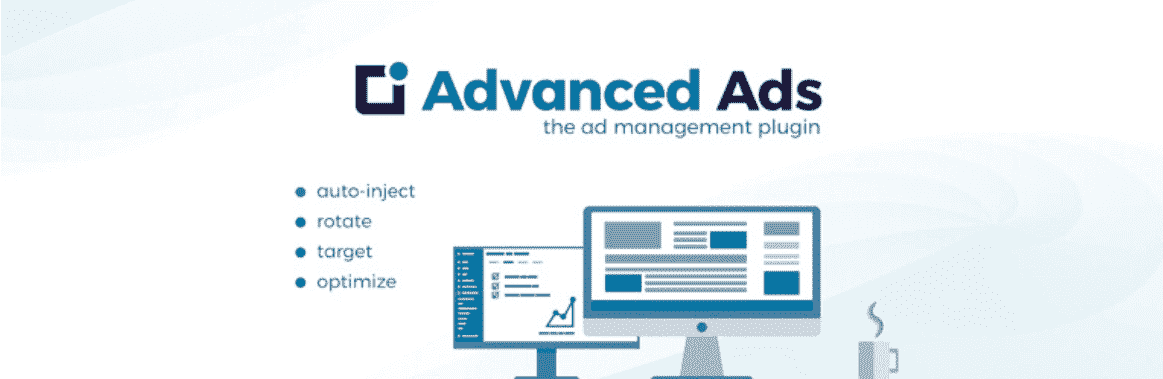 Advanced Ads
the ad management plugin
auto-inject
rotate
target
optimize